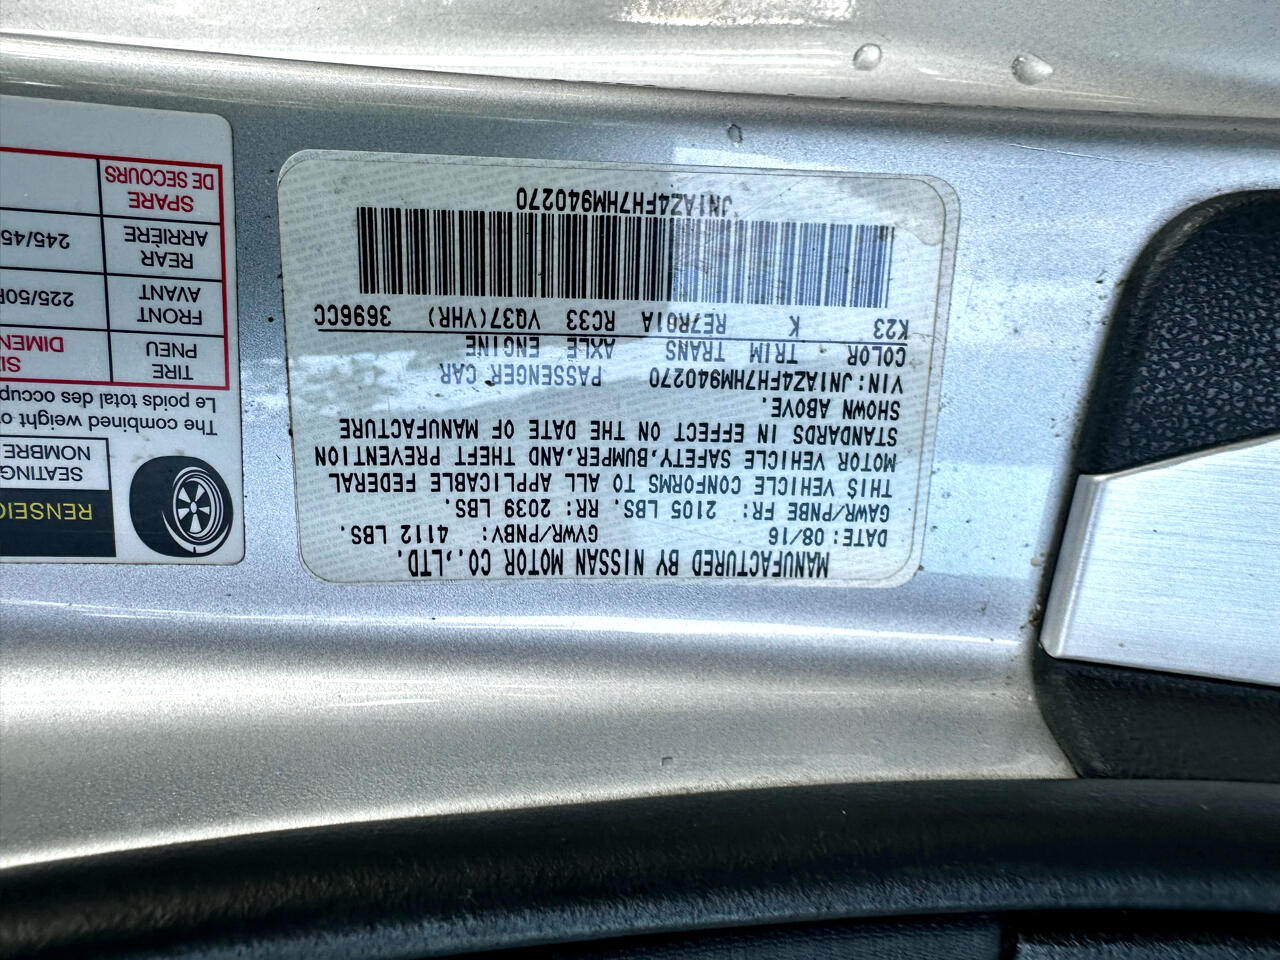 MANUFACTURED BY NISSAN MOTOR CO.,LTD.
DATE: 08/16 GVWR/PNBV: 4112 LBS.
GAWR/PNBE FR: 2105 LBS. RR: 2039 LBS.
THIS VEHICLE CONFORMS TO ALL APPLICABLE FEDERAL
MOTOR VEHICLE SAFETY,BUMPER,AND THEFT PREVENTION
STANDARDS IN EFFECT ON THE DATE OF MANUFACTURE
SHOWN ABOVE.
VIN:JN1AZ4FH7HM940270 PASSENGER CAR
COLOR TRIM TRANS AXLE ENGINE
K23 K RE7R01A RC33 VQ37(VHR) 3696CC
JN1AZ4FH7HM940270
SEATING
NOMBRE
The combined weight
Le poids total des
TIRE
PNEU
FRONT
AVANT
225/50
REAR
ARRIÈRE
245/45
SPARE
DE SECOURS